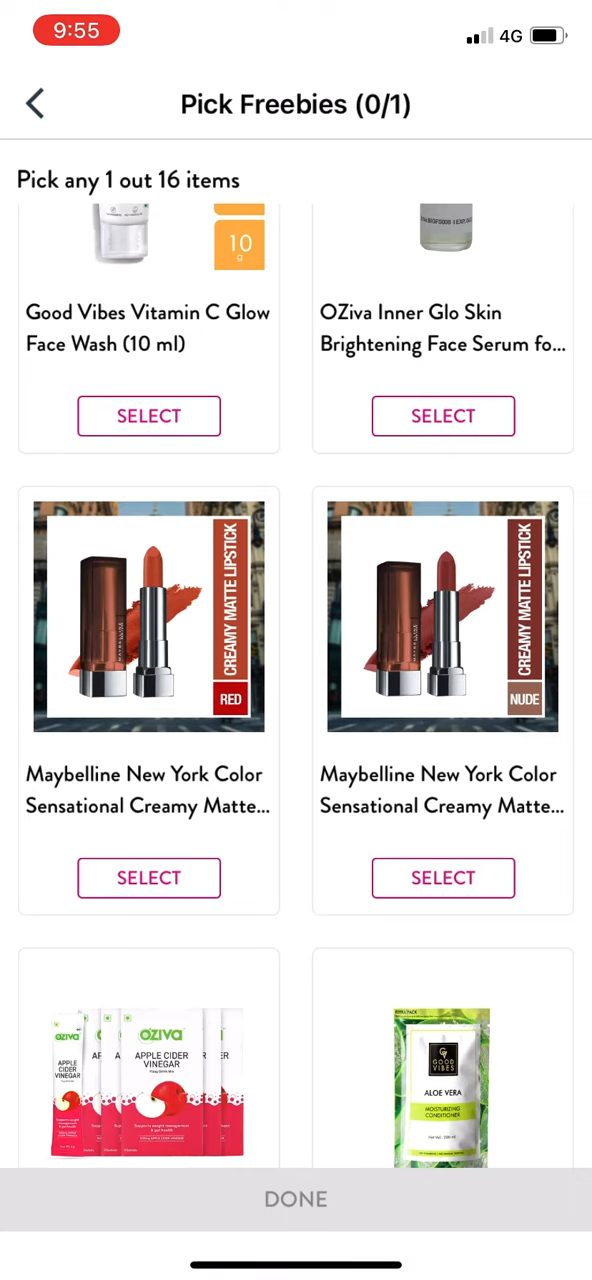 9:55
4G
Pick Freebies (0/1)
Pick any 1 out 16 items
10
g
Good Vibes Vitamin C Glow
Face Wash (10 ml)
SELECT
OZiva Inner Glo Skin
Brightening Face Serum fo...
SELECT
CREAMY MATTE LIPSTICK
RED
Maybelline New York Color
Sensational Creamy Matte...
SELECT
CREAMY MATTE LIPSTICK
NUDE
Maybelline New York Color
Sensational Creamy Matte...
SELECT
OZIVA
APPLE
CIDER
VINEGAR
OZIVA
APPLE CIDER
VINEGAR
GOOD
VIBES
ALOE VERA
MOISTURIZING
CONDITIONER
DONE